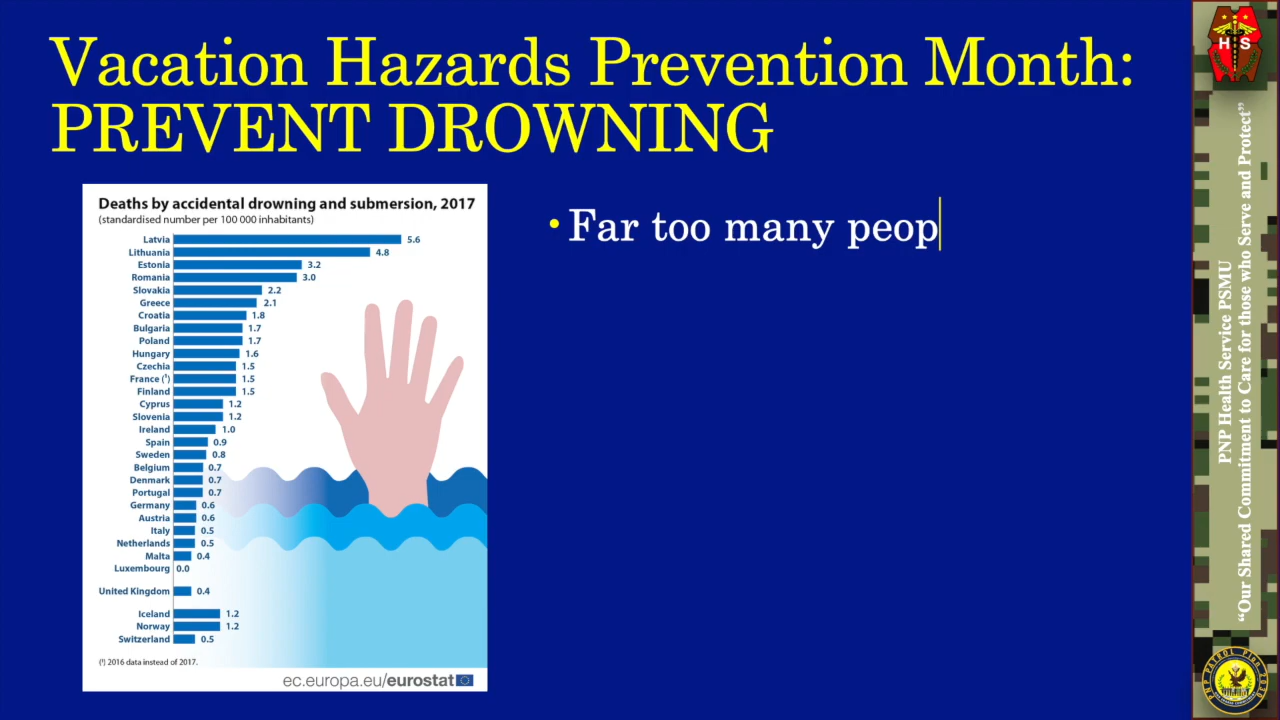 Vacation Hazards Prevention Month:
PREVENT DROWNING
Deaths by accidental drowning and submersion, 2017
(standardised number per 100 000 inhabitants)
Latvia 5.6
Lithuania 4.8
Estonia 3.2
Romania 3.0
Slovakia 2.2
Greece 2.1
Croatia 1.8
Bulgaria 1.7
Poland 1.7
Hungary 1.6
Czechia 1.5
France (¹) 1.5
Finland 1.5
Cyprus 1.2
Slovenia 1.2
Ireland 1.0
Spain 0.9
Sweden 0.8
Belgium 0.7
Denmark 0.7
Portugal 0.7
Germany 0.6
Austria 0.6
Italy 0.5
Netherlands 0.5
Malta 0.4
Luxembourg 0.0
United Kingdom 0.4
Iceland 1.2
Norway 1.2
Switzerland 0.5
(¹) 2016 data instead of 2017.
ec.europa.eu/eurostat
• Far too many peop
H S
PNP Health Service PSMU
“Our Shared Commitment to Care for those who Serve and Protect”
PNP PATROL Plan 2030